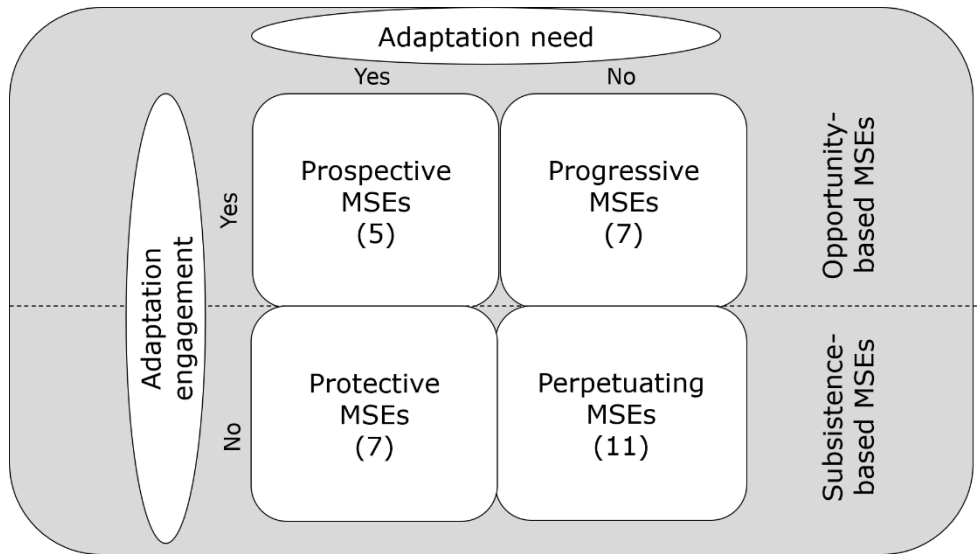 Adaptation need
Yes
No
Adaptation
engagement
Yes
Prospective
MSEs
(5)
Progressive
MSEs
(7)
Opportunity-
based MSEs
No
Protective
MSEs
(7)
Perpetuating
MSEs
(11)
Subsistence-
based MSEs